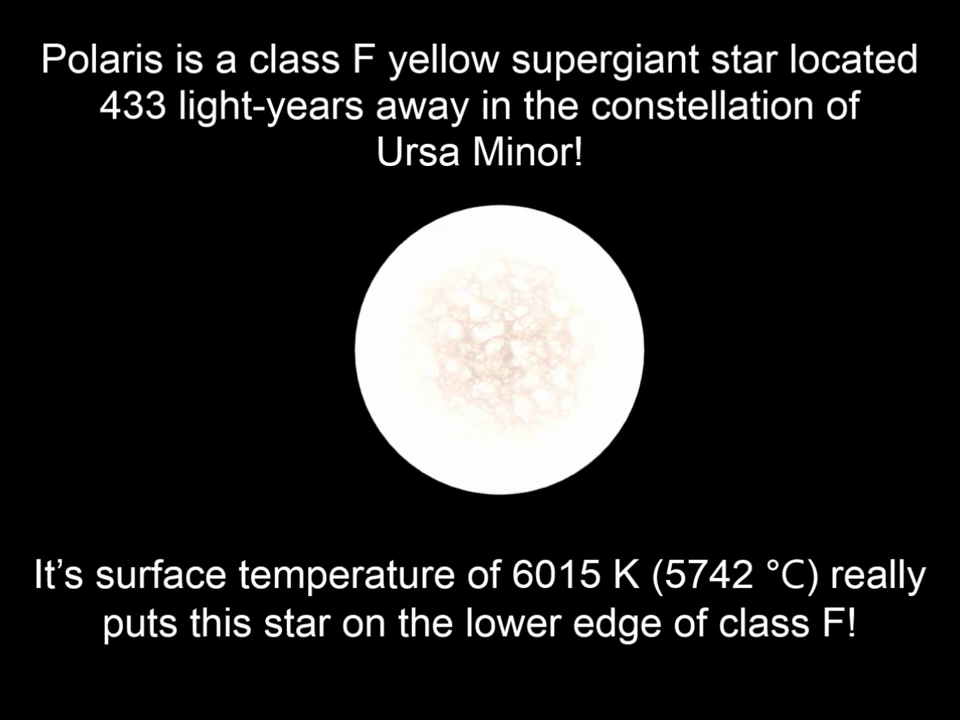 Polaris is a class F yellow supergiant star located
433 light-years away in the constellation of
Ursa Minor!
It’s surface temperature of 6015 K (5742 °C) really
puts this star on the lower edge of class F!